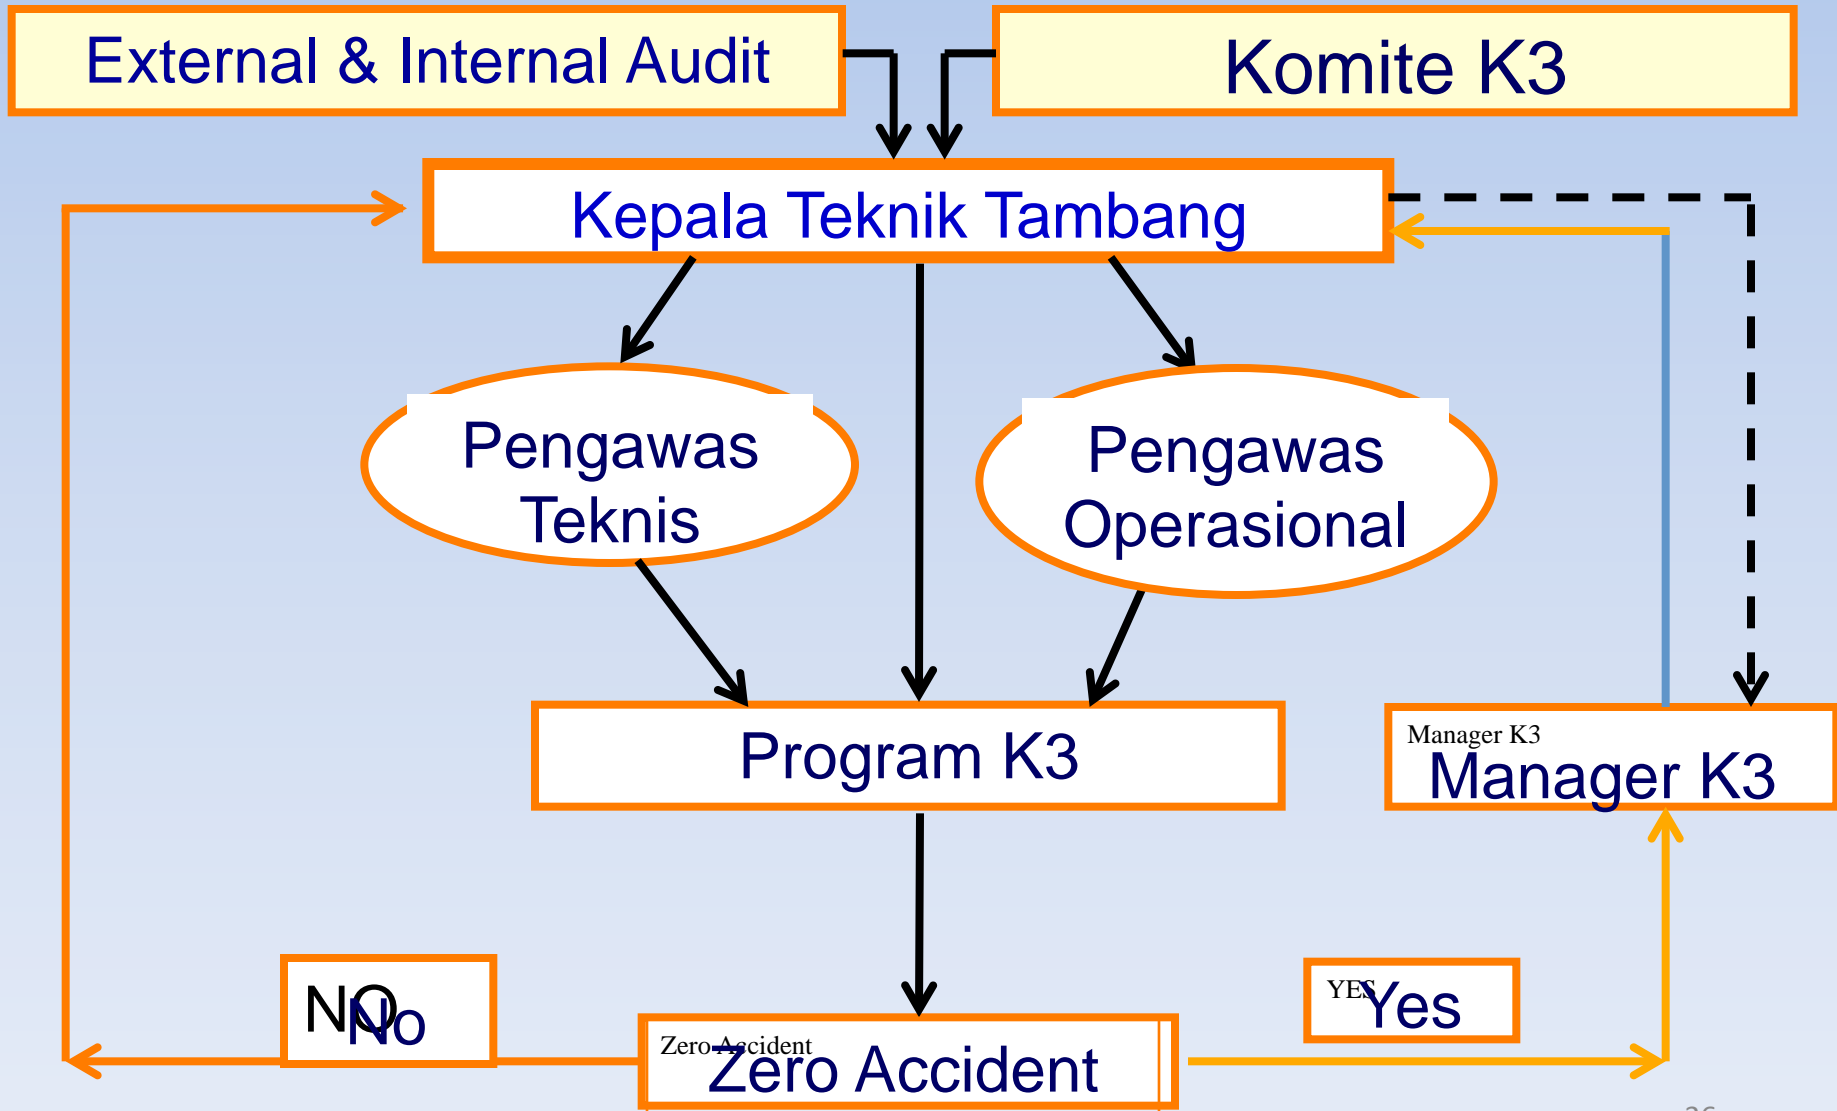 External & Internal Audit
Komite K3
Kepala Teknik Tambang
Pengawas
Teknis
Pengawas
Operasional
Program K3
Manager K3
Manager K3
NO
No
YES
Yes
Zero Accident
Zero Accident